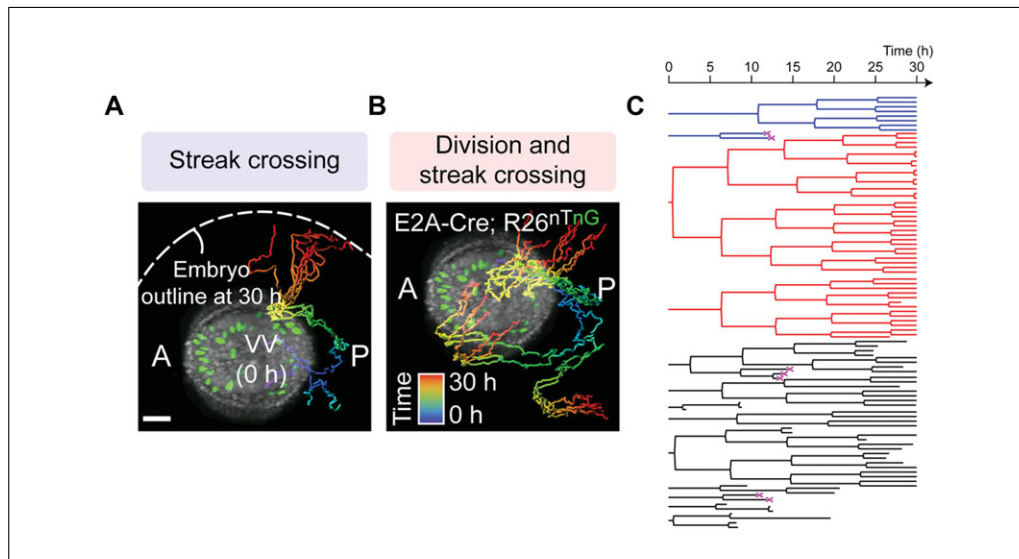 A
Streak crossing
Embryo
outline at 30 h
A
VV
(0 h)
P
B
Division and
streak crossing
E2A-Cre; R26nTnG
A
P
Time
30 h
0 h
C
Time (h)
0 5 10 15 20 25 30